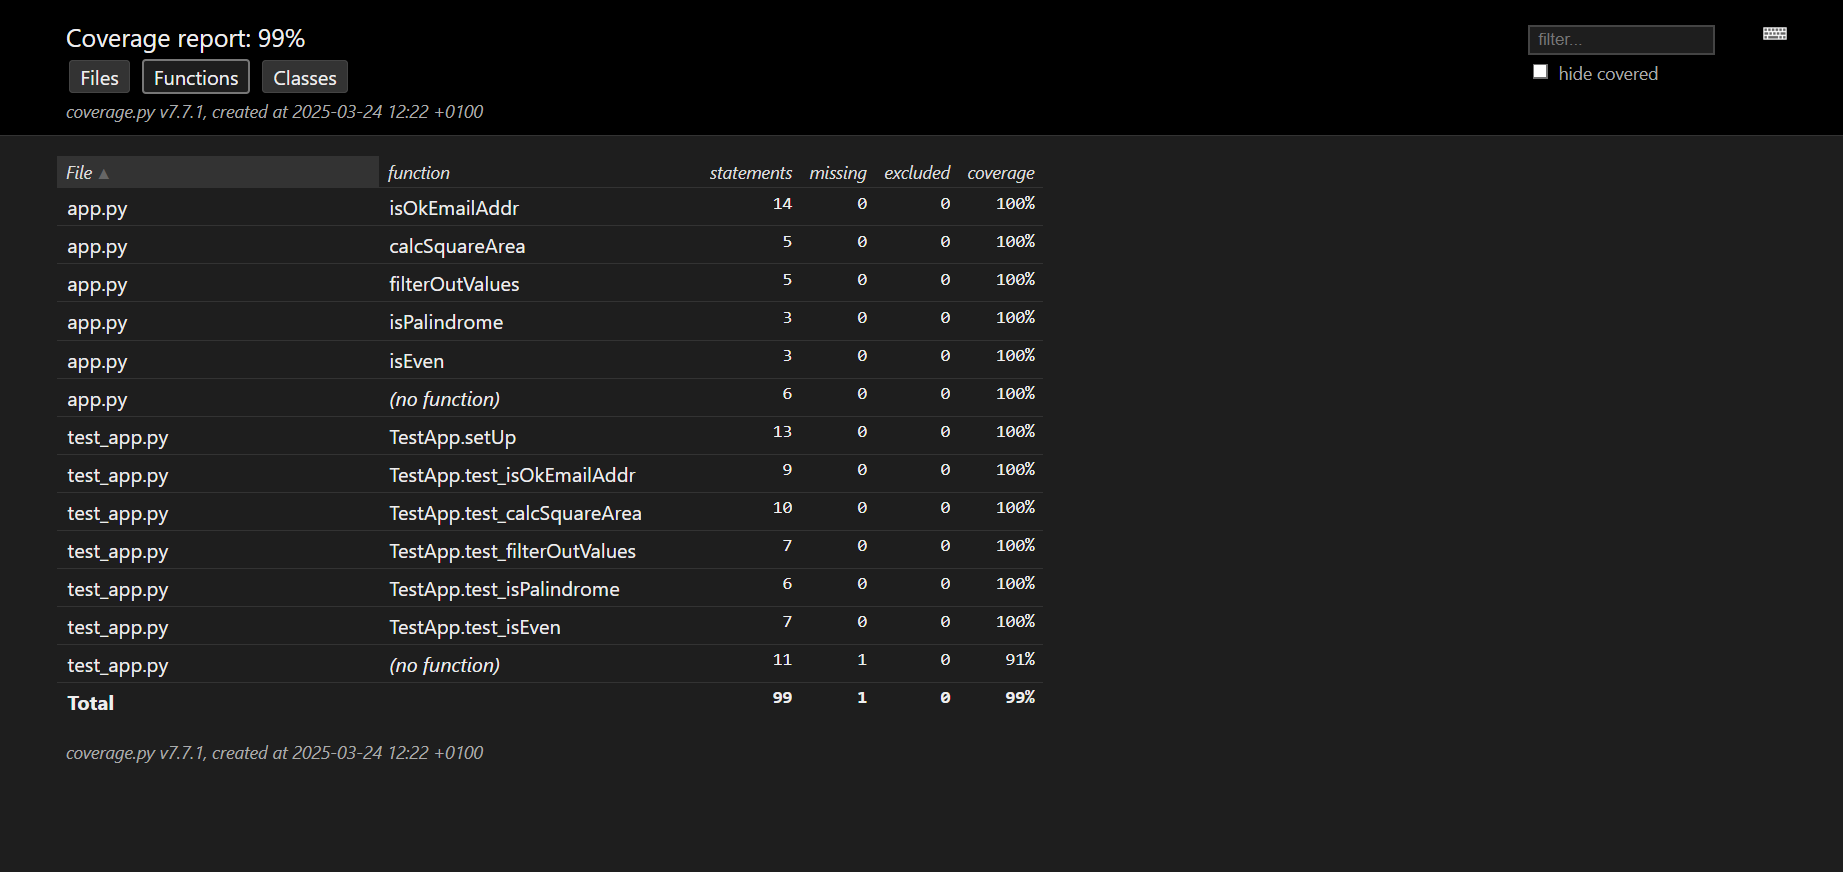 Coverage report: 99%
filter...
Files Functions Classes
hide covered
coverage.py v7.7.1, created at 2025-03-24 12:22 +0100
File ▲ function statements missing excluded coverage
app.py isOkEmailAddr 14 0 0 100%
app.py calcSquareArea 5 0 0 100%
app.py filterOutValues 5 0 0 100%
app.py isPalindrome 3 0 0 100%
app.py isEven 3 0 0 100%
app.py (no function) 6 0 0 100%
test_app.py TestApp.setUp 13 0 0 100%
test_app.py TestApp.test_isOkEmailAddr 9 0 0 100%
test_app.py TestApp.test_calcSquareArea 10 0 0 100%
test_app.py TestApp.test_filterOutValues 7 0 0 100%
test_app.py TestApp.test_isPalindrome 6 0 0 100%
test_app.py TestApp.test_isEven 7 0 0 100%
test_app.py (no function) 11 1 0 91%
Total 99 1 0 99%
coverage.py v7.7.1, created at 2025-03-24 12:22 +0100